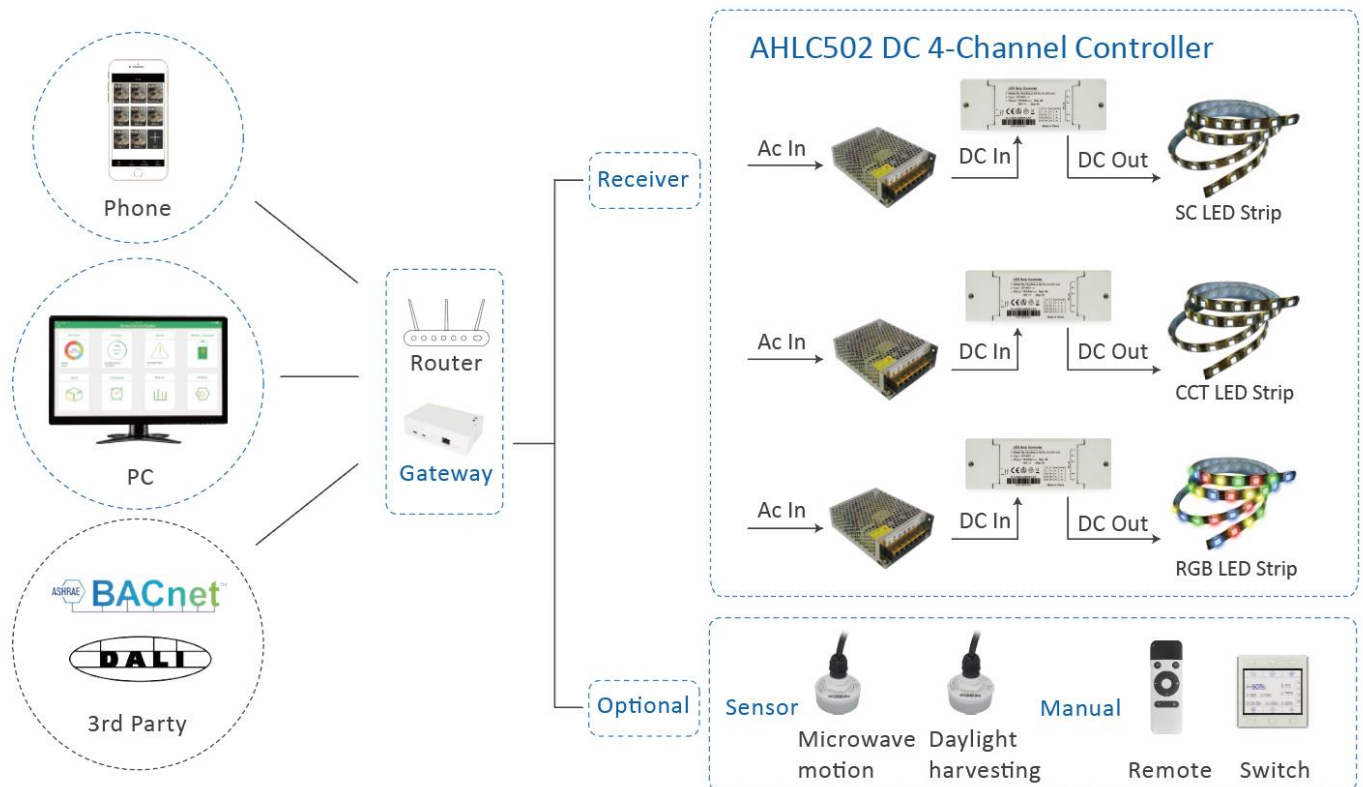 AHLC502 DC 4-Channel Controller
Phone
PC
ASHRAE BACnet™
DALI
3rd Party
Router
Gateway
Receiver
Optional
Ac In
DC In
DC Out
SC LED Strip
Ac In
DC In
DC Out
CCT LED Strip
Ac In
DC In
DC Out
RGB LED Strip
Sensor
Microwave
motion
Daylight
harvesting
Manual
Remote
Switch